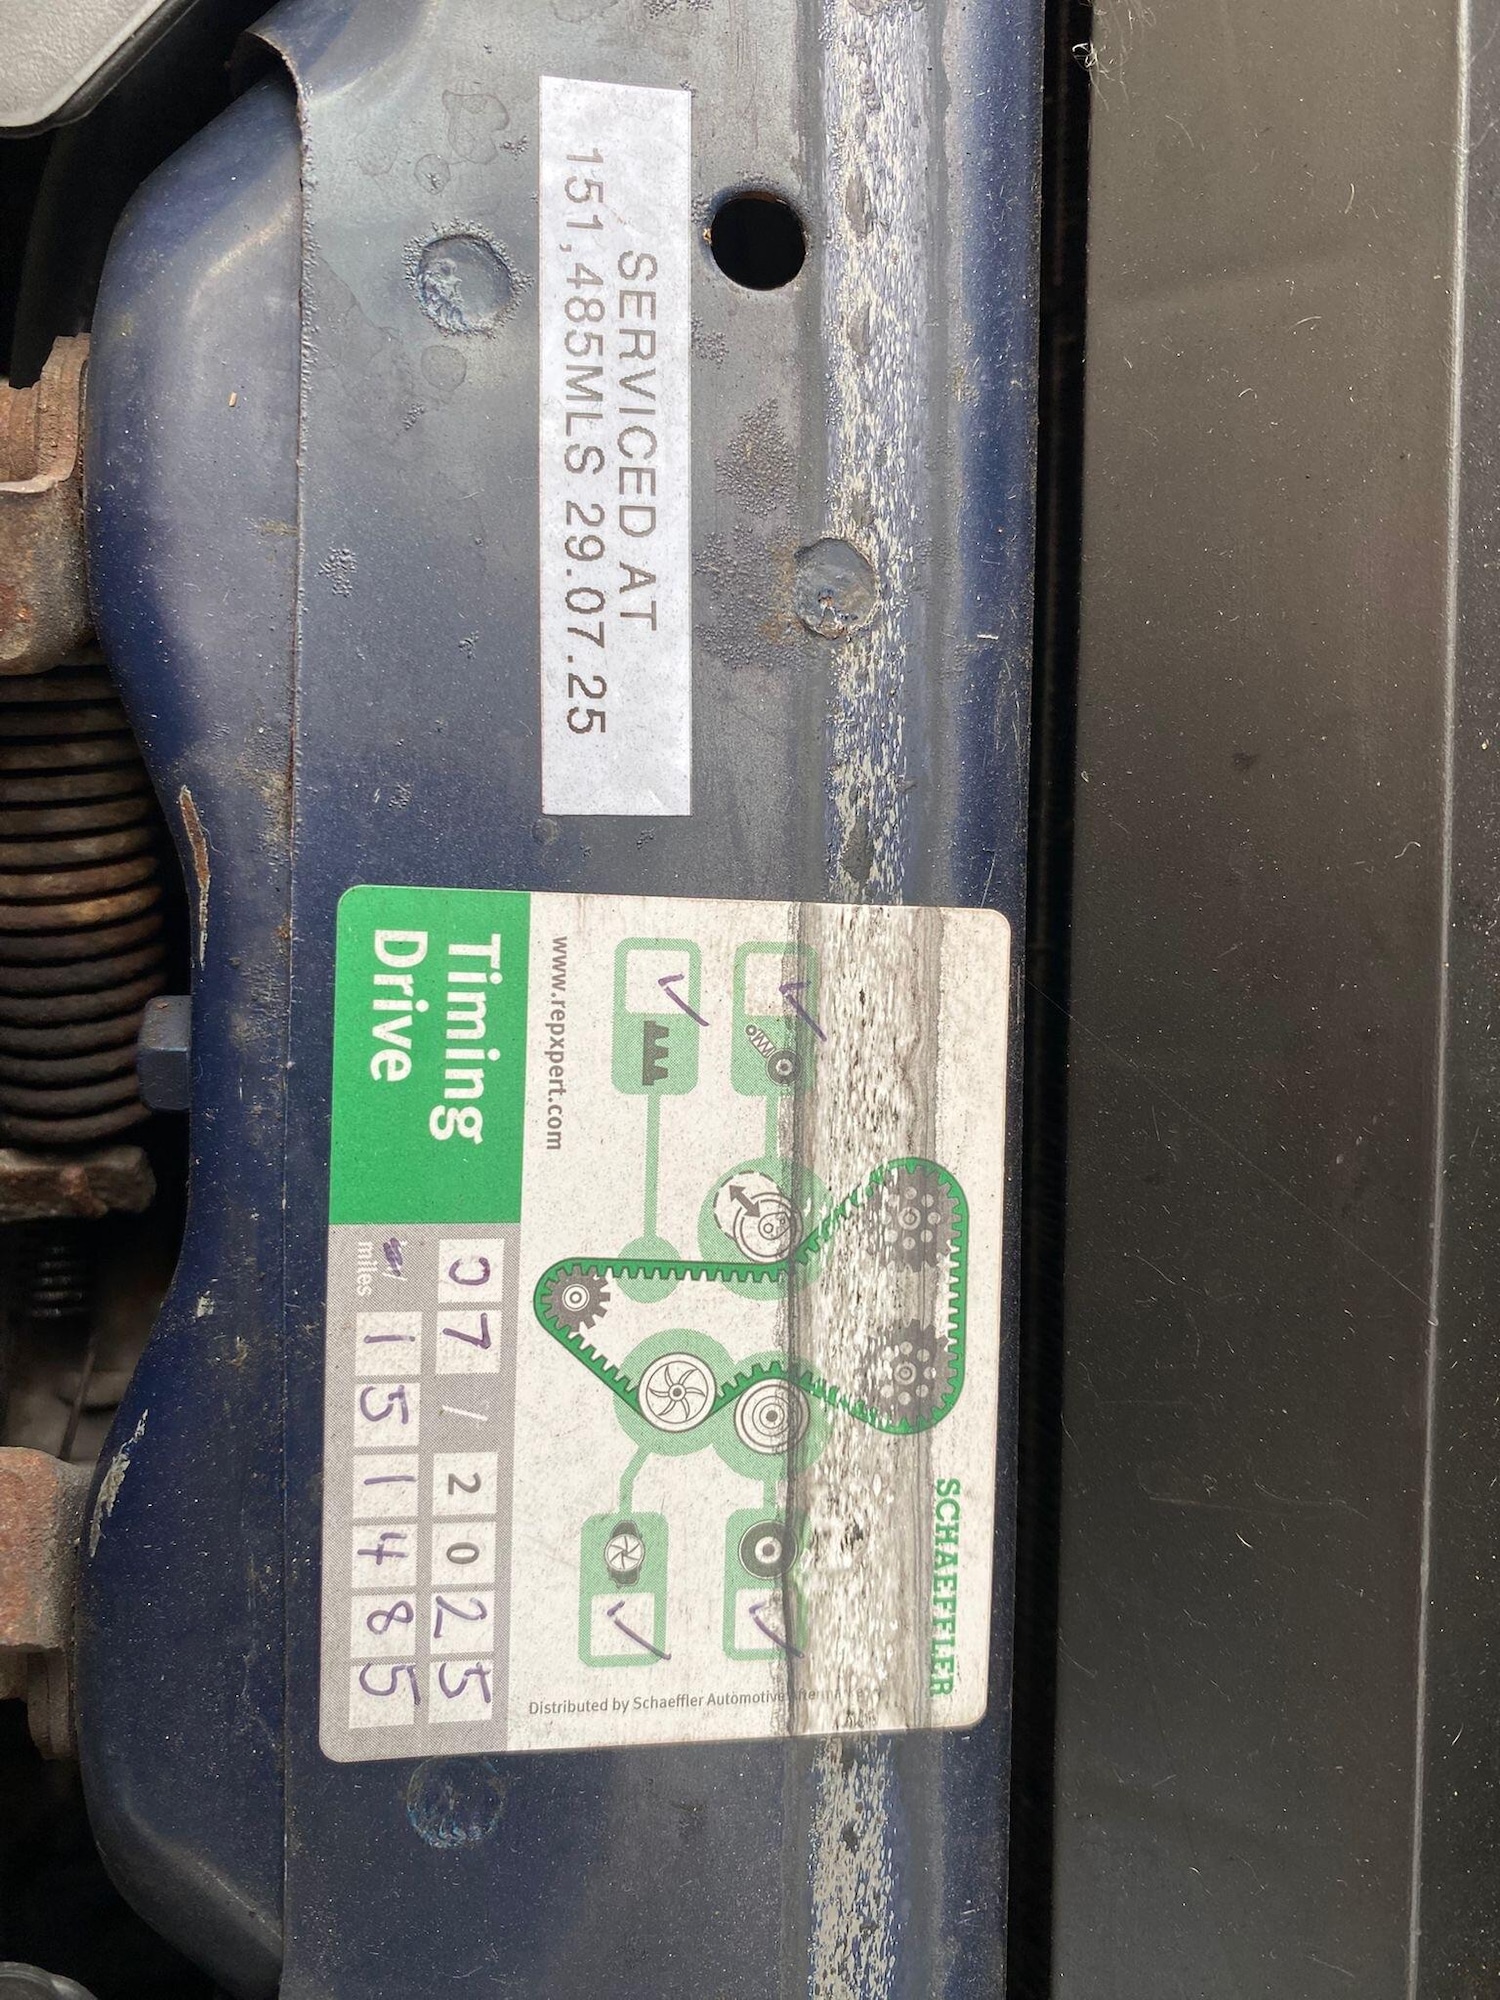 SERVICED AT
151,485MLS 29.07.25
SCHAEFFLER
www.repxpert.com
Distributed by Schaeffler Automotive
Timing
Drive
07/2025
miles 151485